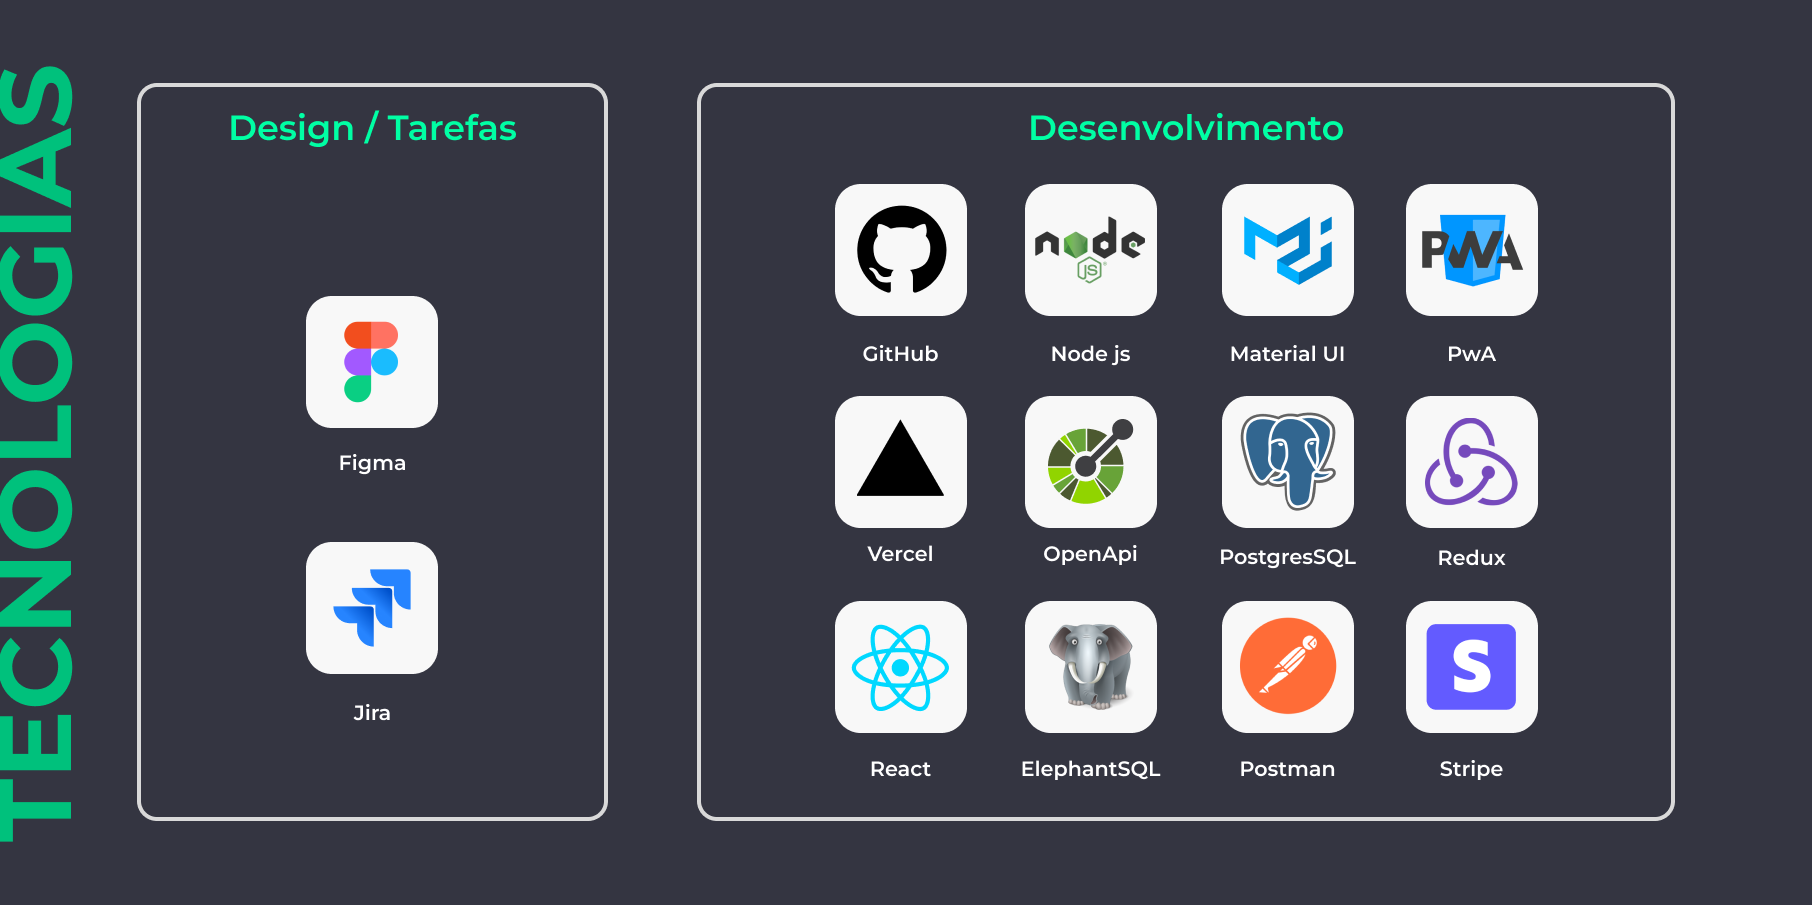 TECNOLOGIAS
Design / Tarefas
Figma
Jira
Desenvolvimento
node
JS
PWA
GitHub
Node js
Material UI
PwA
Vercel
OpenApi
PostgresSQL
Redux
S
React
ElephantSQL
Postman
Stripe